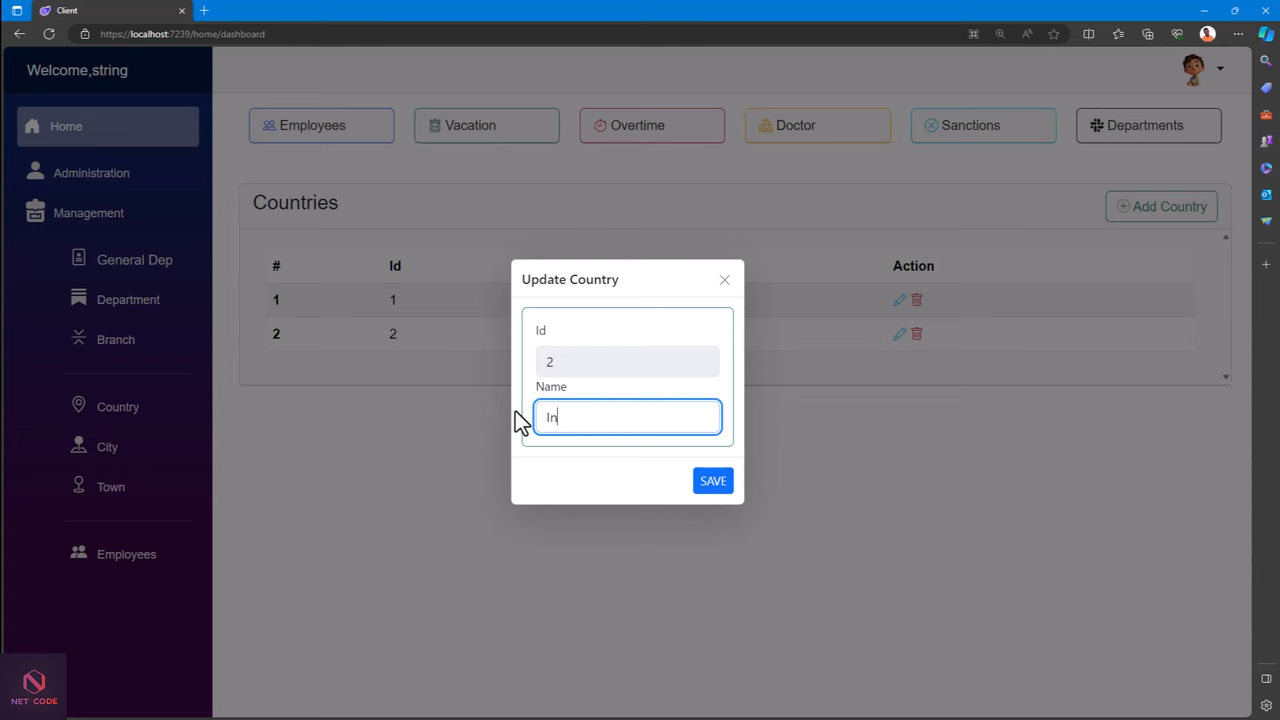 Client
https://localhost:7239/home/dashboard
Welcome,string
Home
Administration
Management
General Dep
Department
Branch
Country
City
Town
Employees
NET CODE
Employees
Vacation
Overtime
Doctor
Sanctions
Departments
Countries
Add Country
# Id Action
1 1
2 2
Update Country
Id
2
Name
In
SAVE